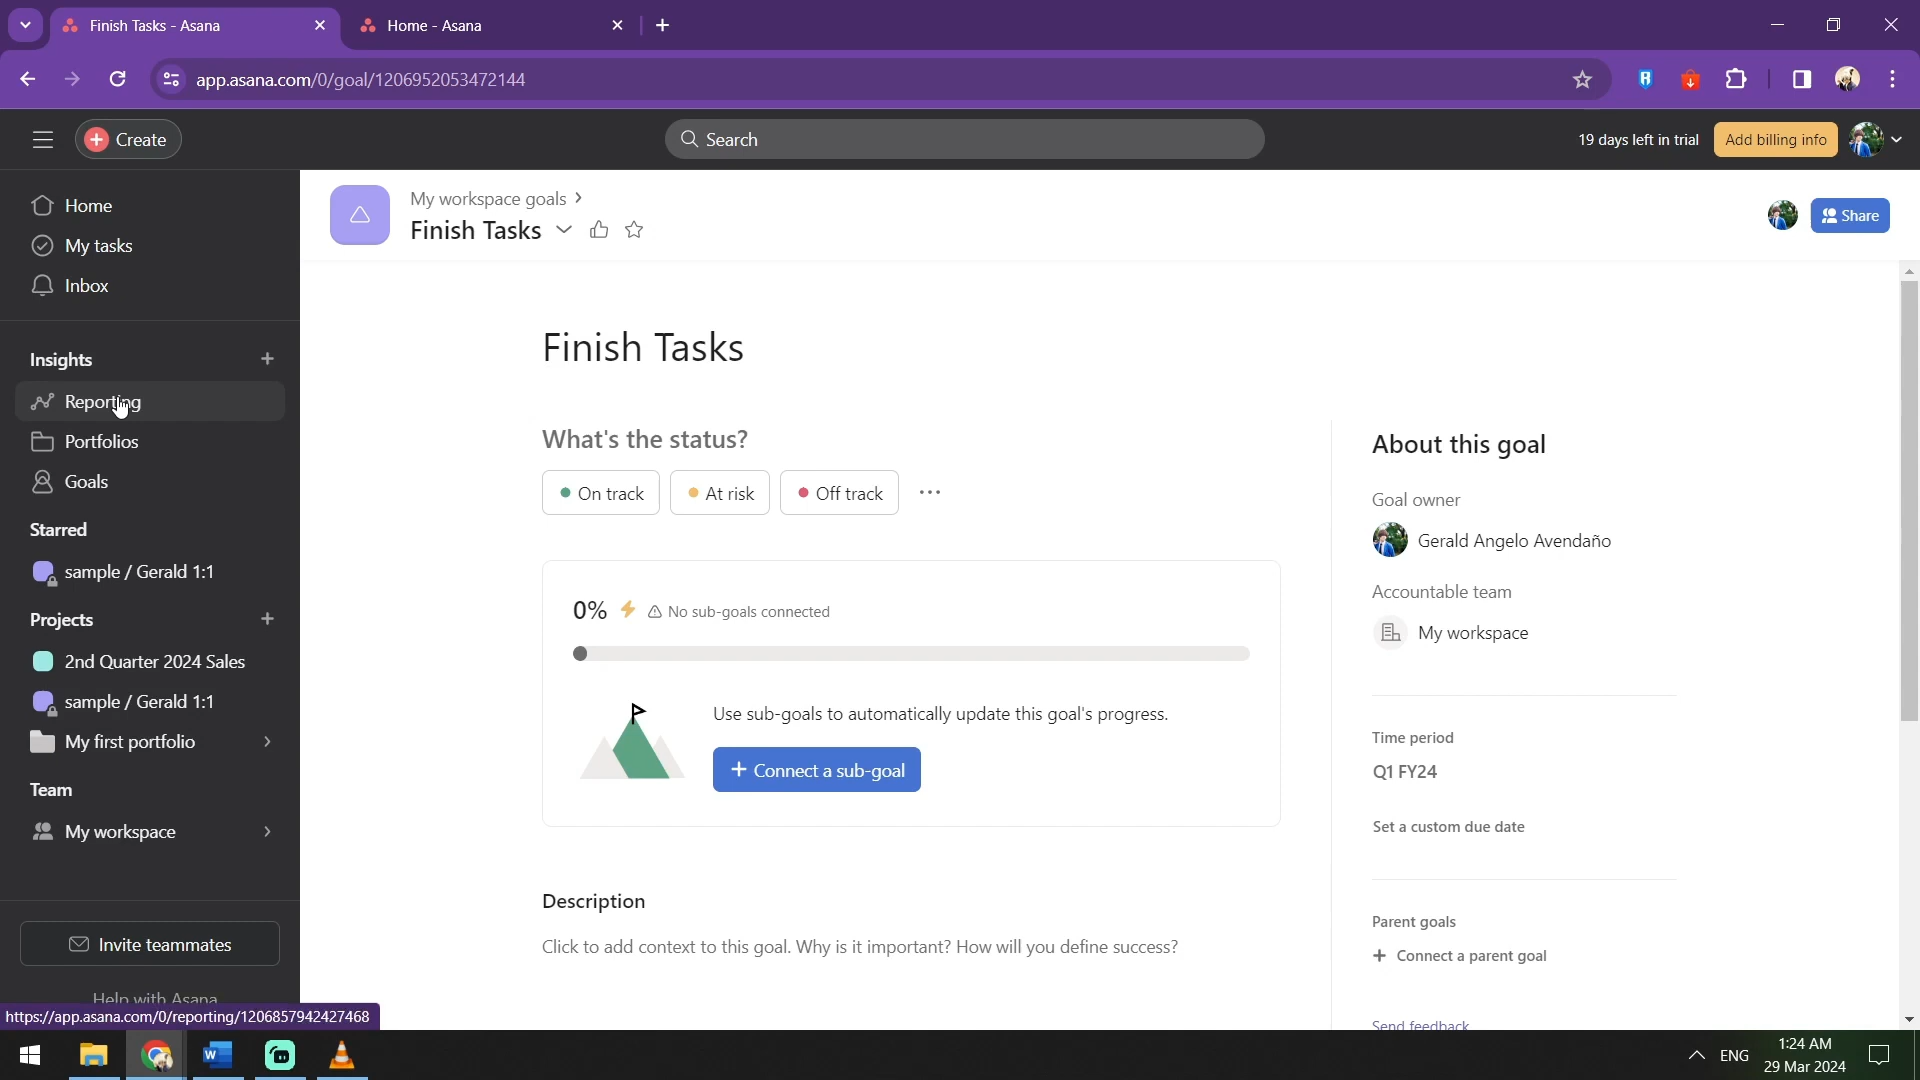 Finish Tasks - Asana
Home - Asana
app.asana.com/0/goal/1206952053472144
Create
Search
19 days left in trial
Add billing info
Home
My tasks
Inbox
Insights
Reporting
Portfolios
Goals
Starred
sample / Gerald 1:1
Projects
2nd Quarter 2024 Sales
sample / Gerald 1:1
My first portfolio
Team
My workspace
Invite teammates
Help with Asana
https://app.asana.com/0/reporting/1206857942427468
My workspace goals
Finish Tasks
Share
Finish Tasks
What's the status?
On track
At risk
Off track
0%
No sub-goals connected
Use sub-goals to automatically update this goal's progress.
+ Connect a sub-goal
Description
Click to add context to this goal. Why is it important? How will you define success?
About this goal
Goal owner
Gerald Angelo Avendaño
Accountable team
My workspace
Time period
Q1 FY24
Set a custom due date
Parent goals
+ Connect a parent goal
Send feedback
ENG
1:24 AM
29 Mar 2024